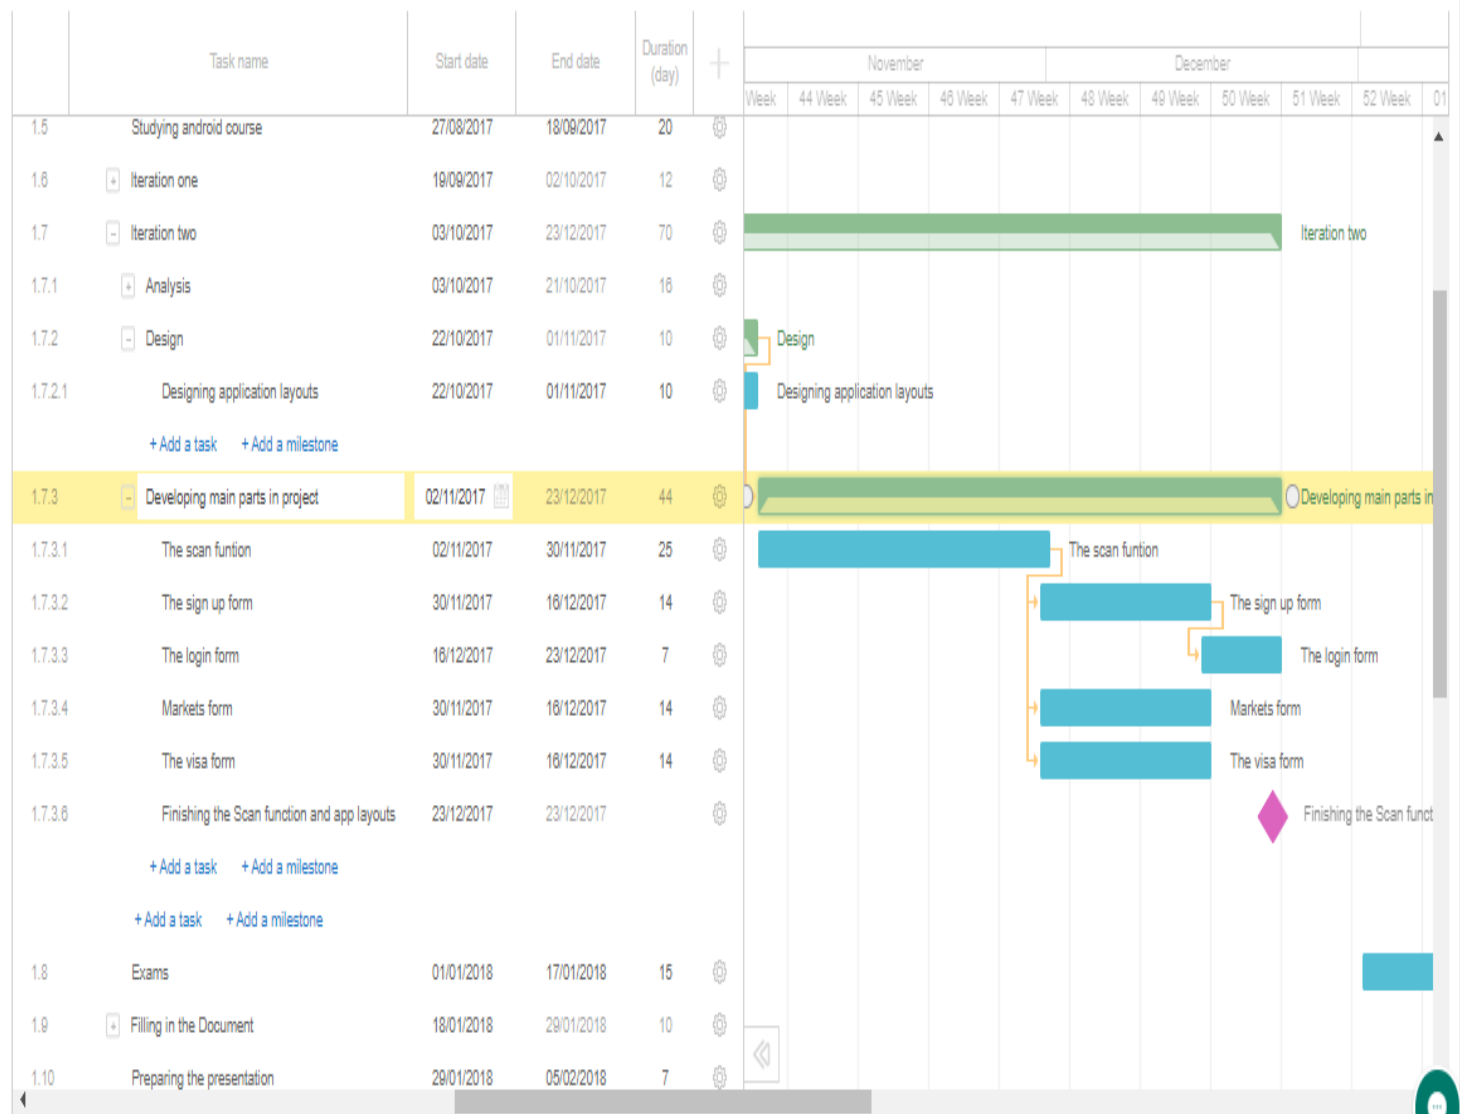 Task name Start date End date Duration (day)
November December
Week 44 Week 45 Week 46 Week 47 Week 48 Week 49 Week 50 Week 51 Week 52 Week 01
1.5 Studying android course 27/08/2017 18/09/2017 20
1.6 Iteration one 19/09/2017 02/10/2017 12
1.7 Iteration two 03/10/2017 23/12/2017 70 Iteration two
1.7.1 Analysis 03/10/2017 21/10/2017 16
1.7.2 Design 22/10/2017 01/11/2017 10 Design
1.7.2.1 Designing application layouts 22/10/2017 01/11/2017 10 Designing application layouts
+ Add a task + Add a milestone
1.7.3 Developing main parts in project 02/11/2017 23/12/2017 44 Developing main parts in
1.7.3.1 The scan funtion 02/11/2017 30/11/2017 25 The scan funtion
1.7.3.2 The sign up form 30/11/2017 16/12/2017 14 The sign up form
1.7.3.3 The login form 16/12/2017 23/12/2017 7 The login form
1.7.3.4 Markets form 30/11/2017 16/12/2017 14 Markets form
1.7.3.5 The visa form 30/11/2017 16/12/2017 14 The visa form
1.7.3.6 Finishing the Scan function and app layouts 23/12/2017 23/12/2017 Finishing the Scan funct
+ Add a task + Add a milestone
+ Add a task + Add a milestone
1.8 Exams 01/01/2018 17/01/2018 15
1.9 Filling in the Document 18/01/2018 29/01/2018 10
1.10 Preparing the presentation 29/01/2018 05/02/2018 7